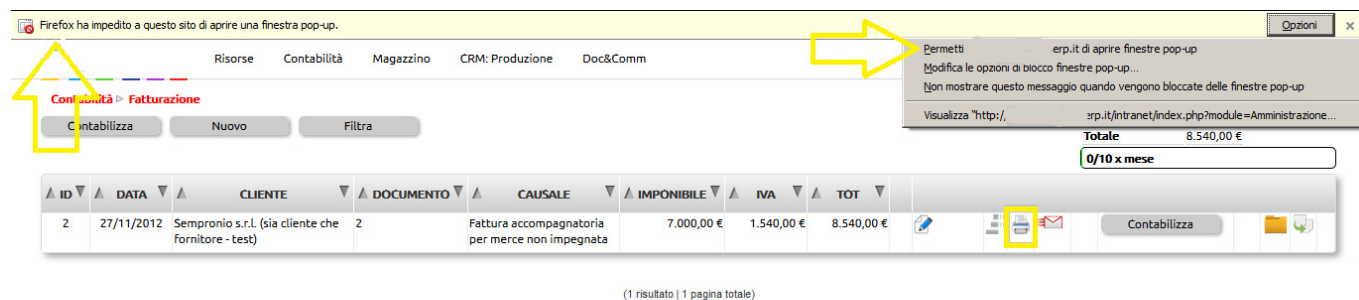 Firefox ha impedito a questo sito di aprire una finestra pop-up.
Opzioni
Permetti erp.it di aprire finestre pop-up
Modifica le opzioni di blocco finestre pop-up...
Non mostrare questo messaggio quando vengono bloccate delle finestre pop-up
Visualizza "http:/ erp.it/intranet/index.php?module=Amministrazione...
Risorse Contabilità Magazzino CRM: Produzione Doc&Comm
Contabilità Fatturazione
Contabilizza Nuovo Filtra
Totale 8.540,00 €
0/10 x mese
ID DATA CLIENTE DOCUMENTO CAUSALE IMPONIBILE IVA TOT
2 27/11/2012 Sempronio s.r.l. (sia cliente che 2 Fattura accompagnatoria 7.000,00 € 1.540,00 € 8.540,00 € Contabilizza
fornitore - test) per merce non impegnata
(1 risultato | 1 pagina totale)